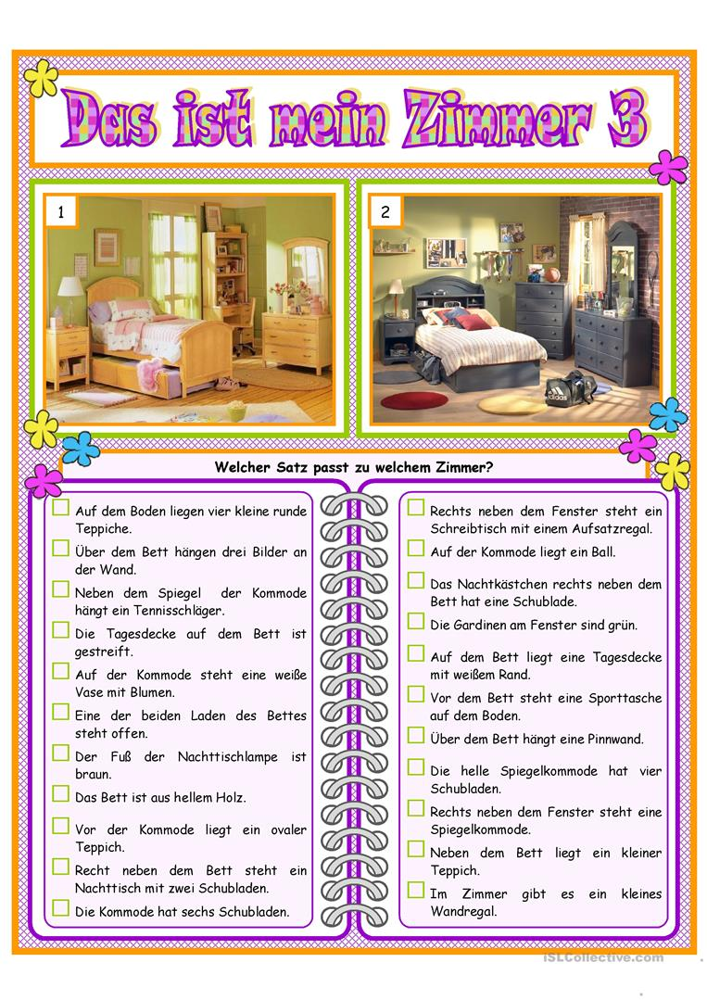 Das ist mein Zimmer 3
1
2
adidas
Welcher Satz passt zu welchem Zimmer?
Auf dem Boden liegen vier kleine runde
Teppiche.
Über dem Bett hängen drei Bilder an
der Wand.
Neben dem Spiegel der Kommode
hängt ein Tennisschläger.
Die Tagesdecke auf dem Bett ist
gestreift.
Auf der Kommode steht eine weiße
Vase mit Blumen.
Eine der beiden Laden des Bettes
steht offen.
Der Fuß der Nachttischlampe ist
braun.
Das Bett ist aus hellem Holz.
Vor der Kommode liegt ein ovaler
Teppich.
Recht neben dem Bett steht ein
Nachttisch mit zwei Schubladen.
Die Kommode hat sechs Schubladen.
Rechts neben dem Fenster steht ein
Schreibtisch mit einem Aufsatzregal.
Auf der Kommode liegt ein Ball.
Das Nachtkästchen rechts neben dem
Bett hat eine Schublade.
Die Gardinen am Fenster sind grün.
Auf dem Bett liegt eine Tagesdecke
mit weißem Rand.
Vor dem Bett steht eine Sporttasche
auf dem Boden.
Über dem Bett hängt eine Pinnwand.
Die helle Spiegelkommode hat vier
Schubladen.
Rechts neben dem Fenster steht eine
Spiegelkommode.
Neben dem Bett liegt ein kleiner
Teppich.
Im Zimmer gibt es ein kleines
Wandregal.
iSLCollective.com